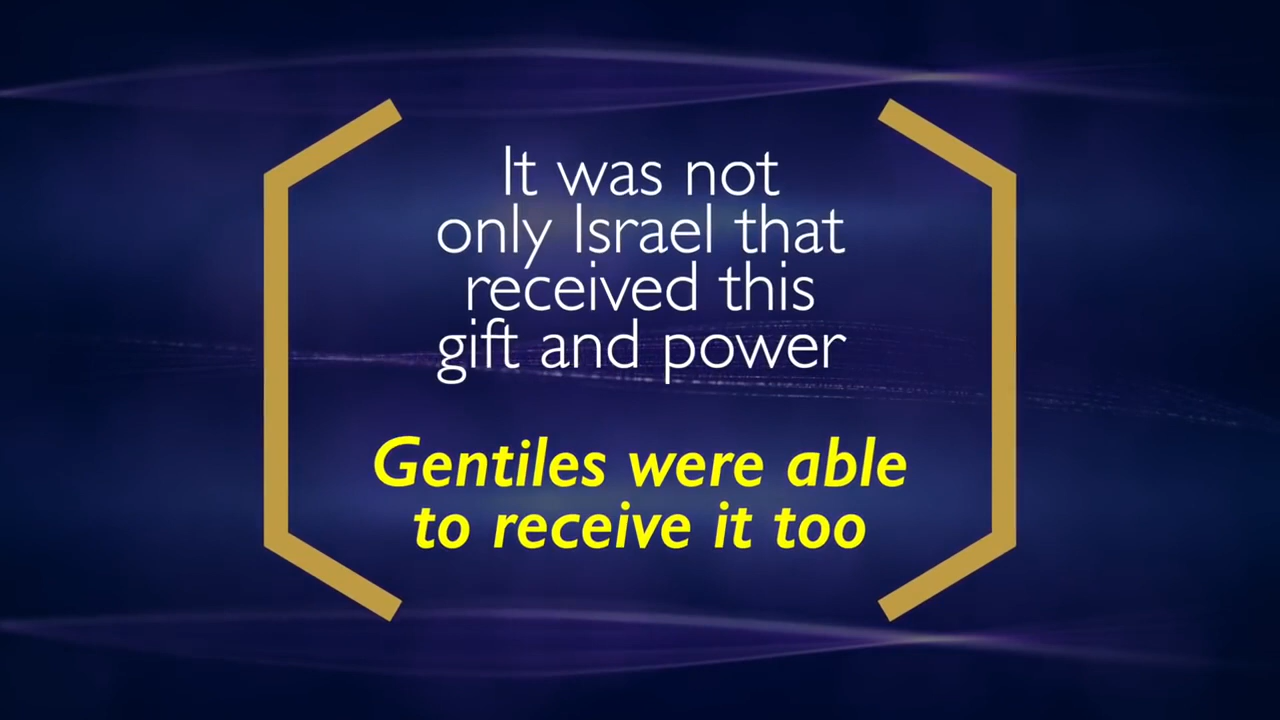 It was not
only Israel that
received this
gift and power
Gentiles were able
to receive it too